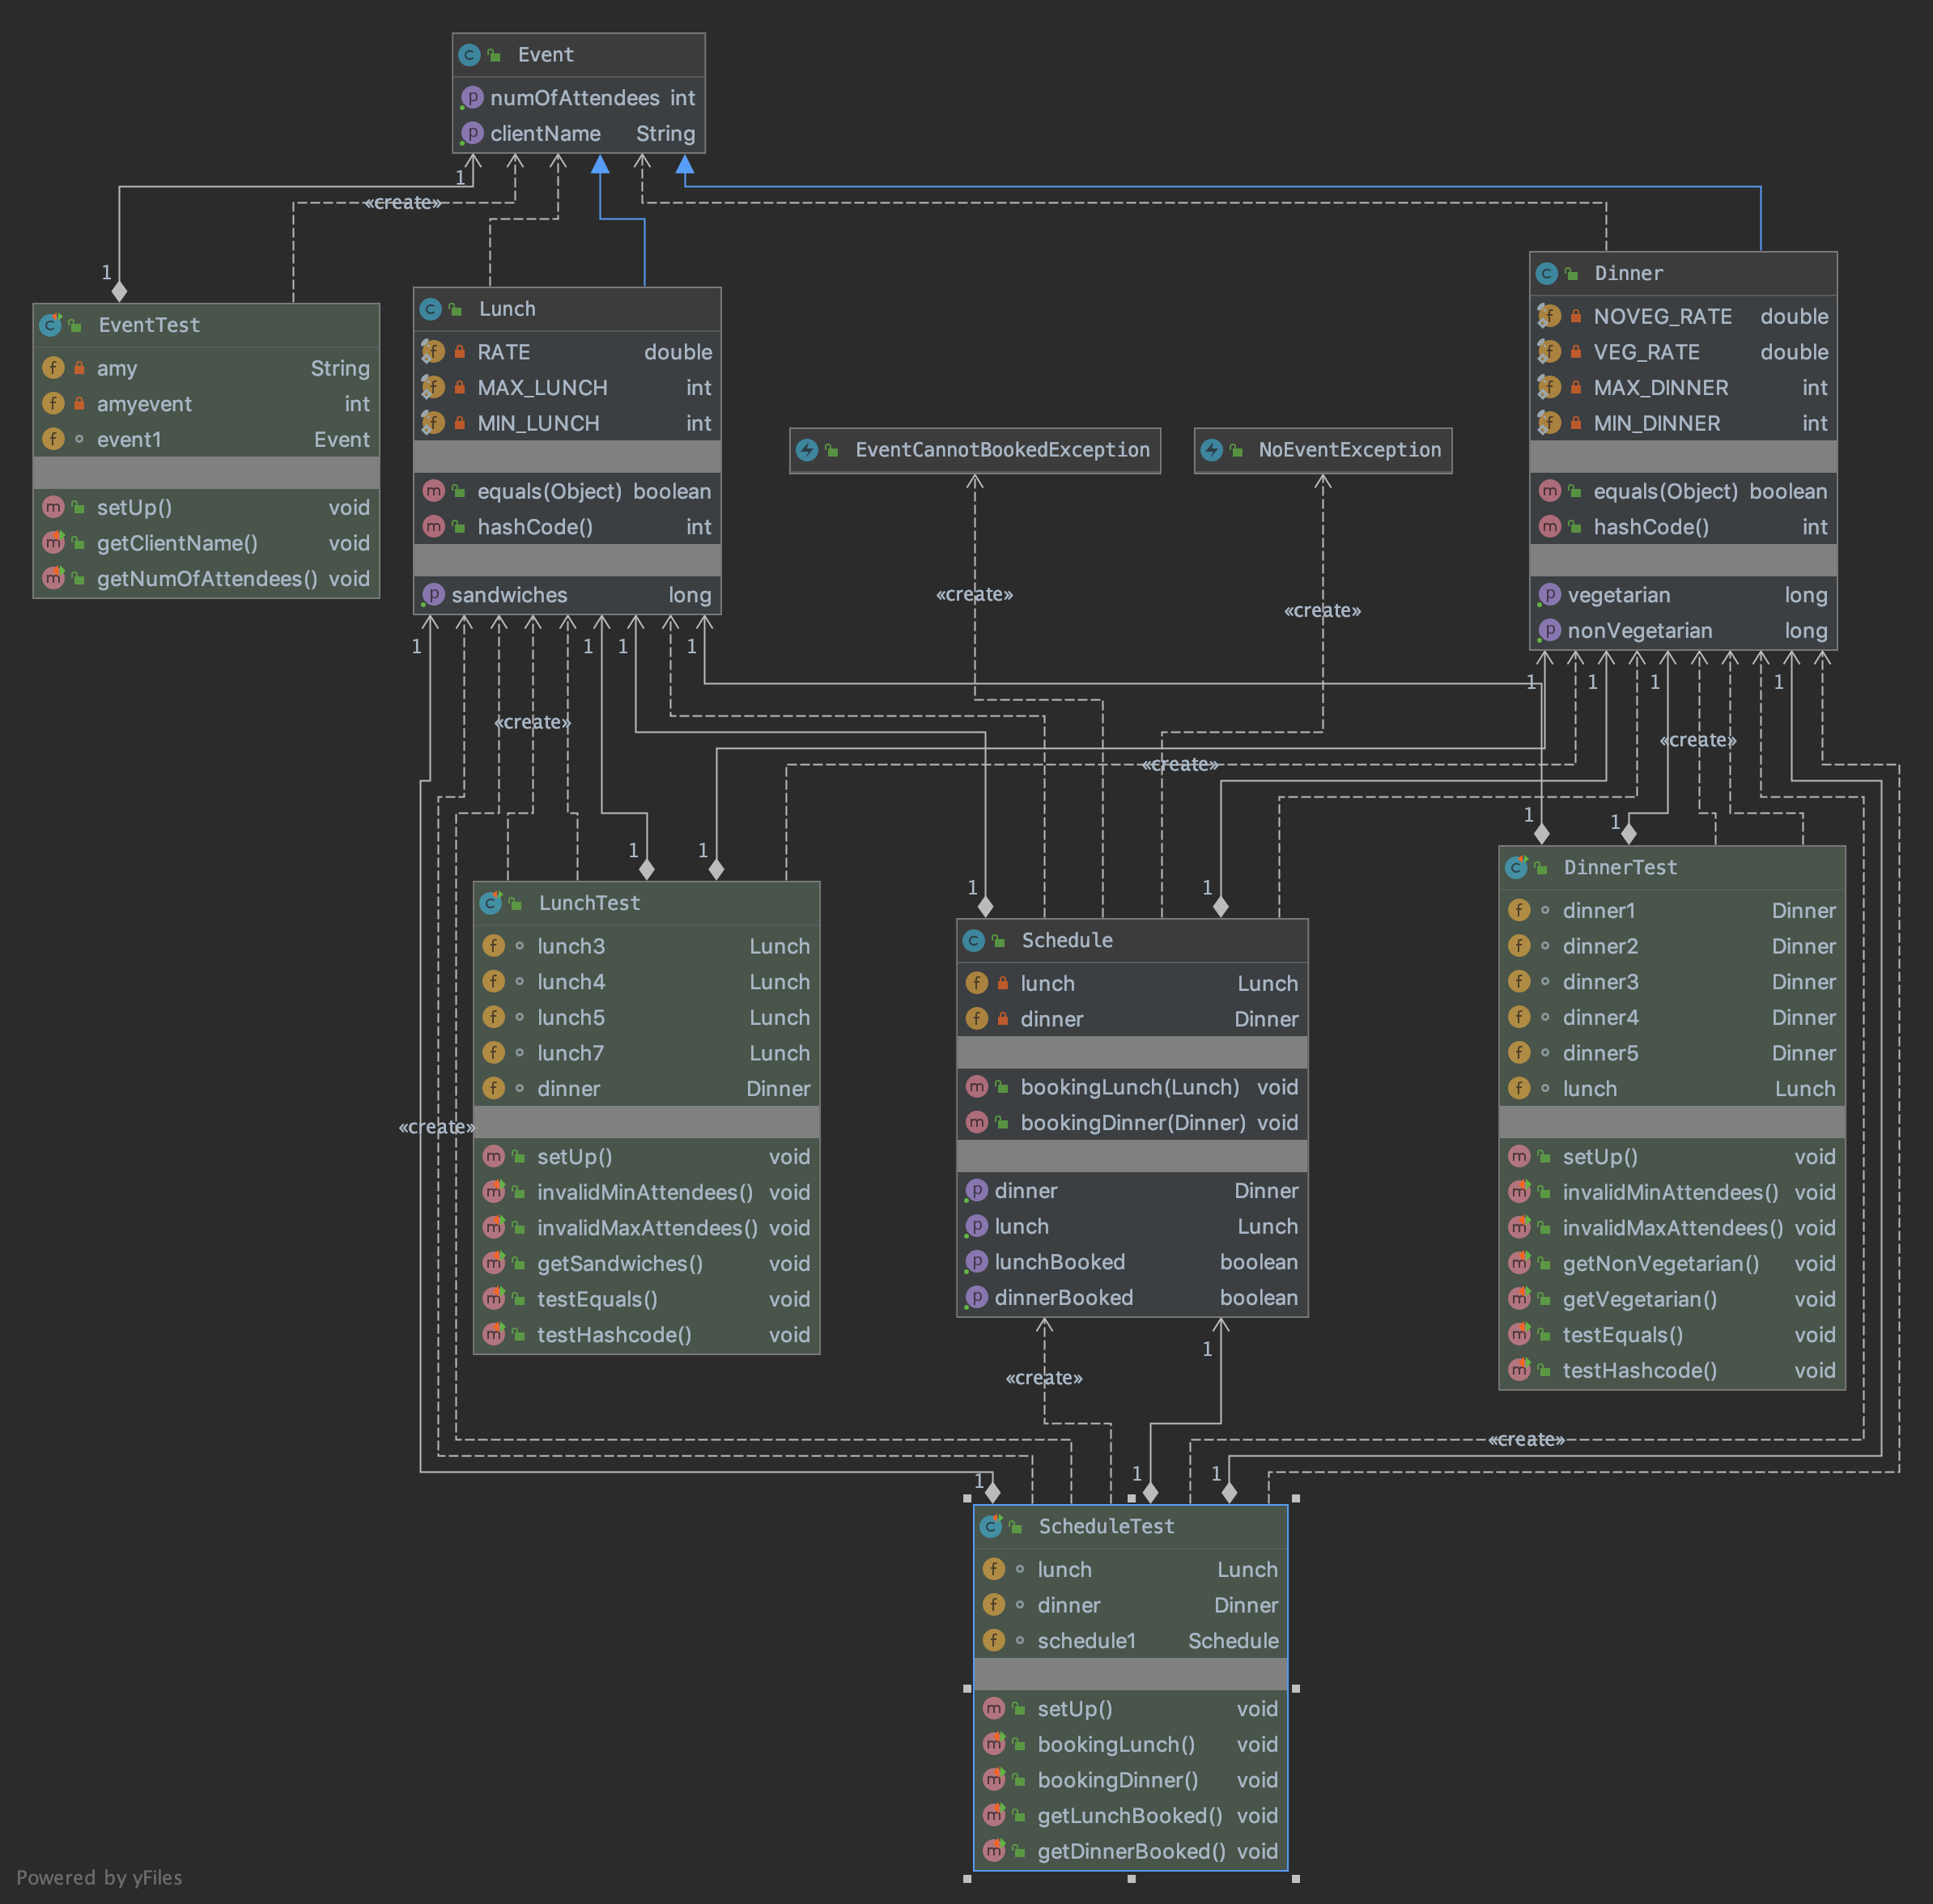 Event
numOfAttendees int
clientName String
1
«create»
1
EventTest
amy String
amyevent int
event1 Event
setUp() void
getClientName() void
getNumOfAttendees() void
Lunch
RATE double
MAX_LUNCH int
MIN_LUNCH int
equals(Object) boolean
hashCode() int
sandwiches long
EventCannotBookedException
NoEventException
Dinner
NOVEG_RATE double
VEG_RATE double
MAX_DINNER int
MIN_DINNER int
equals(Object) boolean
hashCode() int
vegetarian long
nonVegetarian long
«create»
«create»
1 1 1 1
1 1 1 1
«create»
«create»
«create»
1 1 1 1 1 1
LunchTest
lunch3 Lunch
lunch4 Lunch
lunch5 Lunch
lunch7 Lunch
dinner Dinner
setUp() void
invalidMinAttendees() void
invalidMaxAttendees() void
getSandwiches() void
testEquals() void
testHashcode() void
«create»
Schedule
lunch Lunch
dinner Dinner
bookingLunch(Lunch) void
bookingDinner(Dinner) void
dinner Dinner
lunch Lunch
lunchBooked boolean
dinnerBooked boolean
DinnerTest
dinner1 Dinner
dinner2 Dinner
dinner3 Dinner
dinner4 Dinner
dinner5 Dinner
lunch Lunch
setUp() void
invalidMinAttendees() void
invalidMaxAttendees() void
getNonVegetarian() void
getVegetarian() void
testEquals() void
testHashcode() void
1
«create»
«create»
1 1 1
ScheduleTest
lunch Lunch
dinner Dinner
schedule1 Schedule
setUp() void
bookingLunch() void
bookingDinner() void
getLunchBooked() void
getDinnerBooked() void
Powered by yFiles